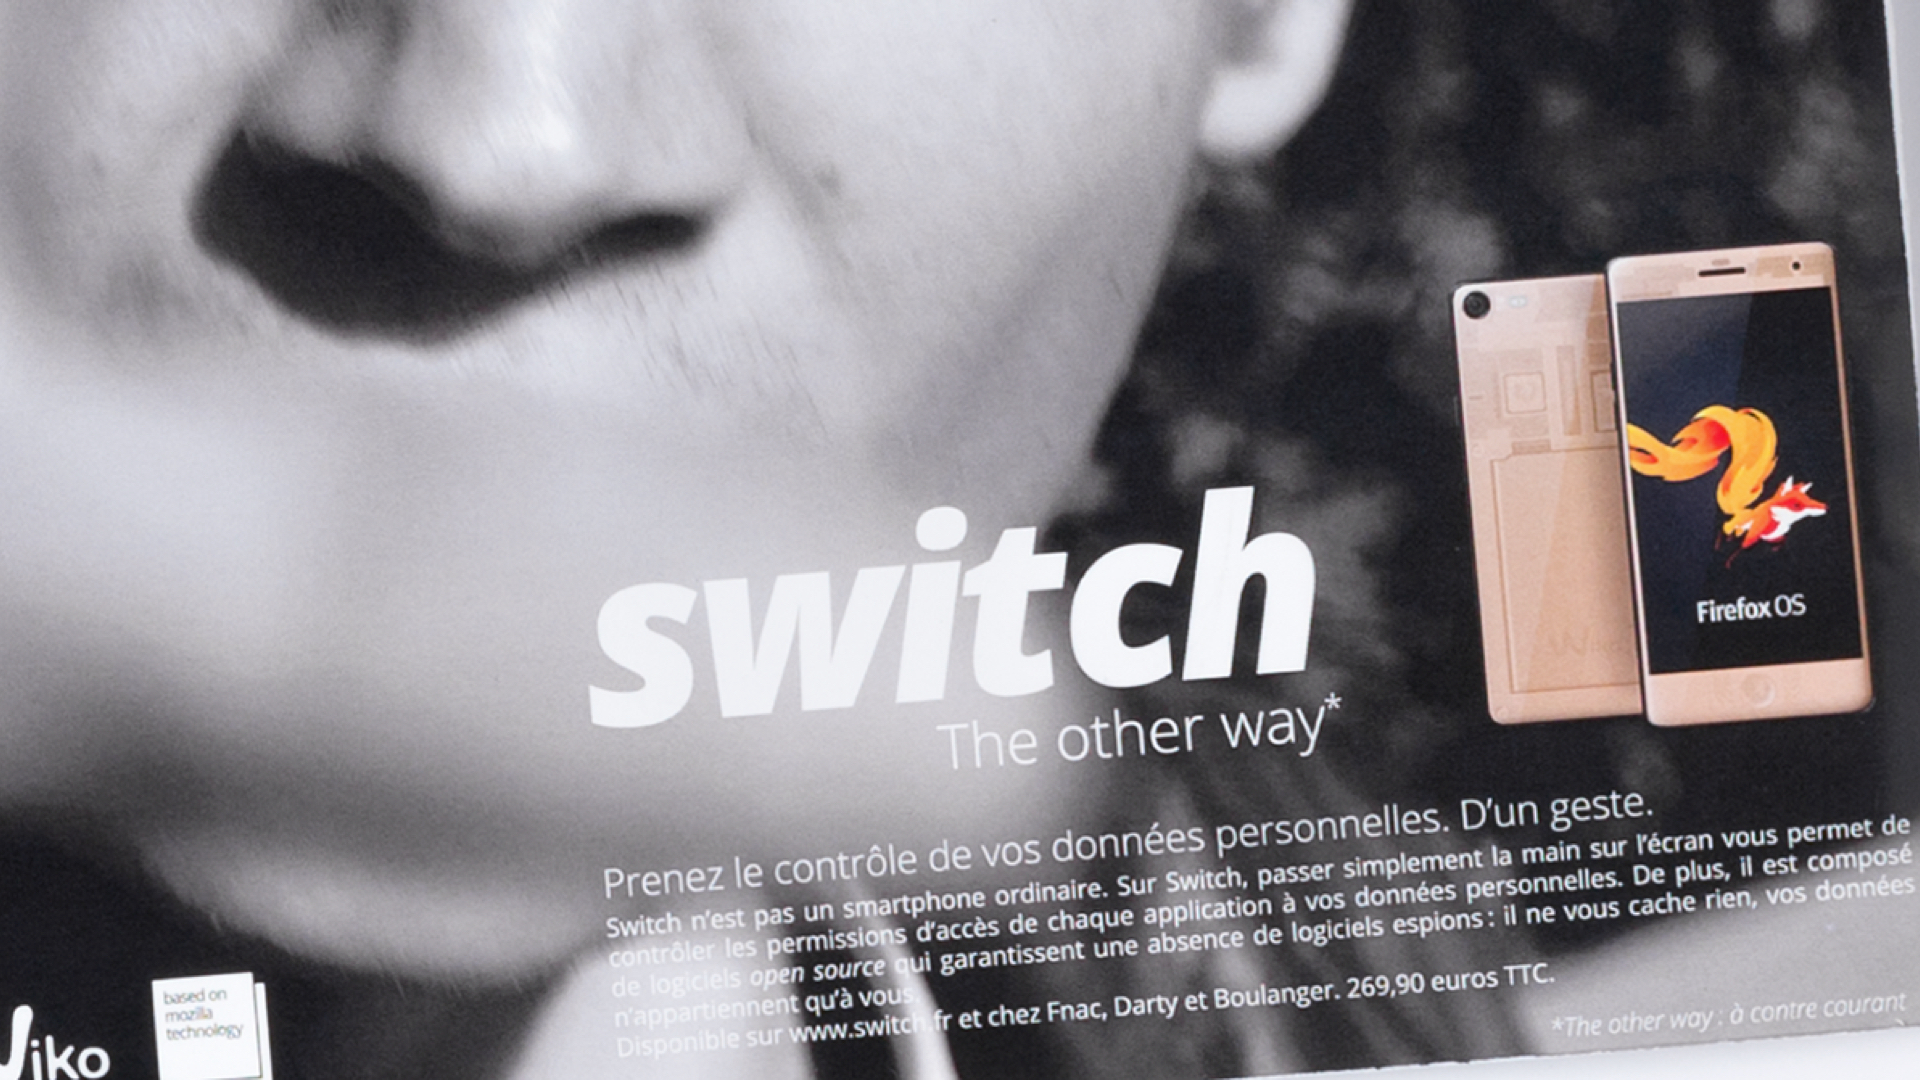 switch
The other way*
Firefox OS
Prenez le contrôle de vos données personnelles. D'un geste.
Switch n'est pas un smartphone ordinaire. Sur Switch, passer simplement la main sur l'écran vous permet de
contrôler les permissions d'accès de chaque application à vos données personnelles. De plus, il est composé
de logiciels open source qui garantissent une absence de logiciels espions : il ne vous cache rien, vos données
n'appartiennent qu'à vous.
Disponible sur www.switch.fr et chez Fnac, Darty et Boulanger. 269,90 euros TTC.
*The other way : à contre courant
based on
mozilla
technology